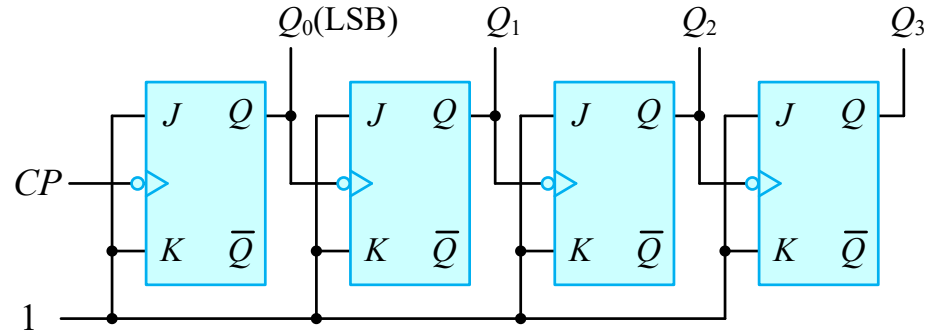 Q₀(LSB) Q₁ Q₂ Q₃
J Q J Q J Q J Q
CP
K Q̅ K Q̅ K Q̅ K Q̅
1